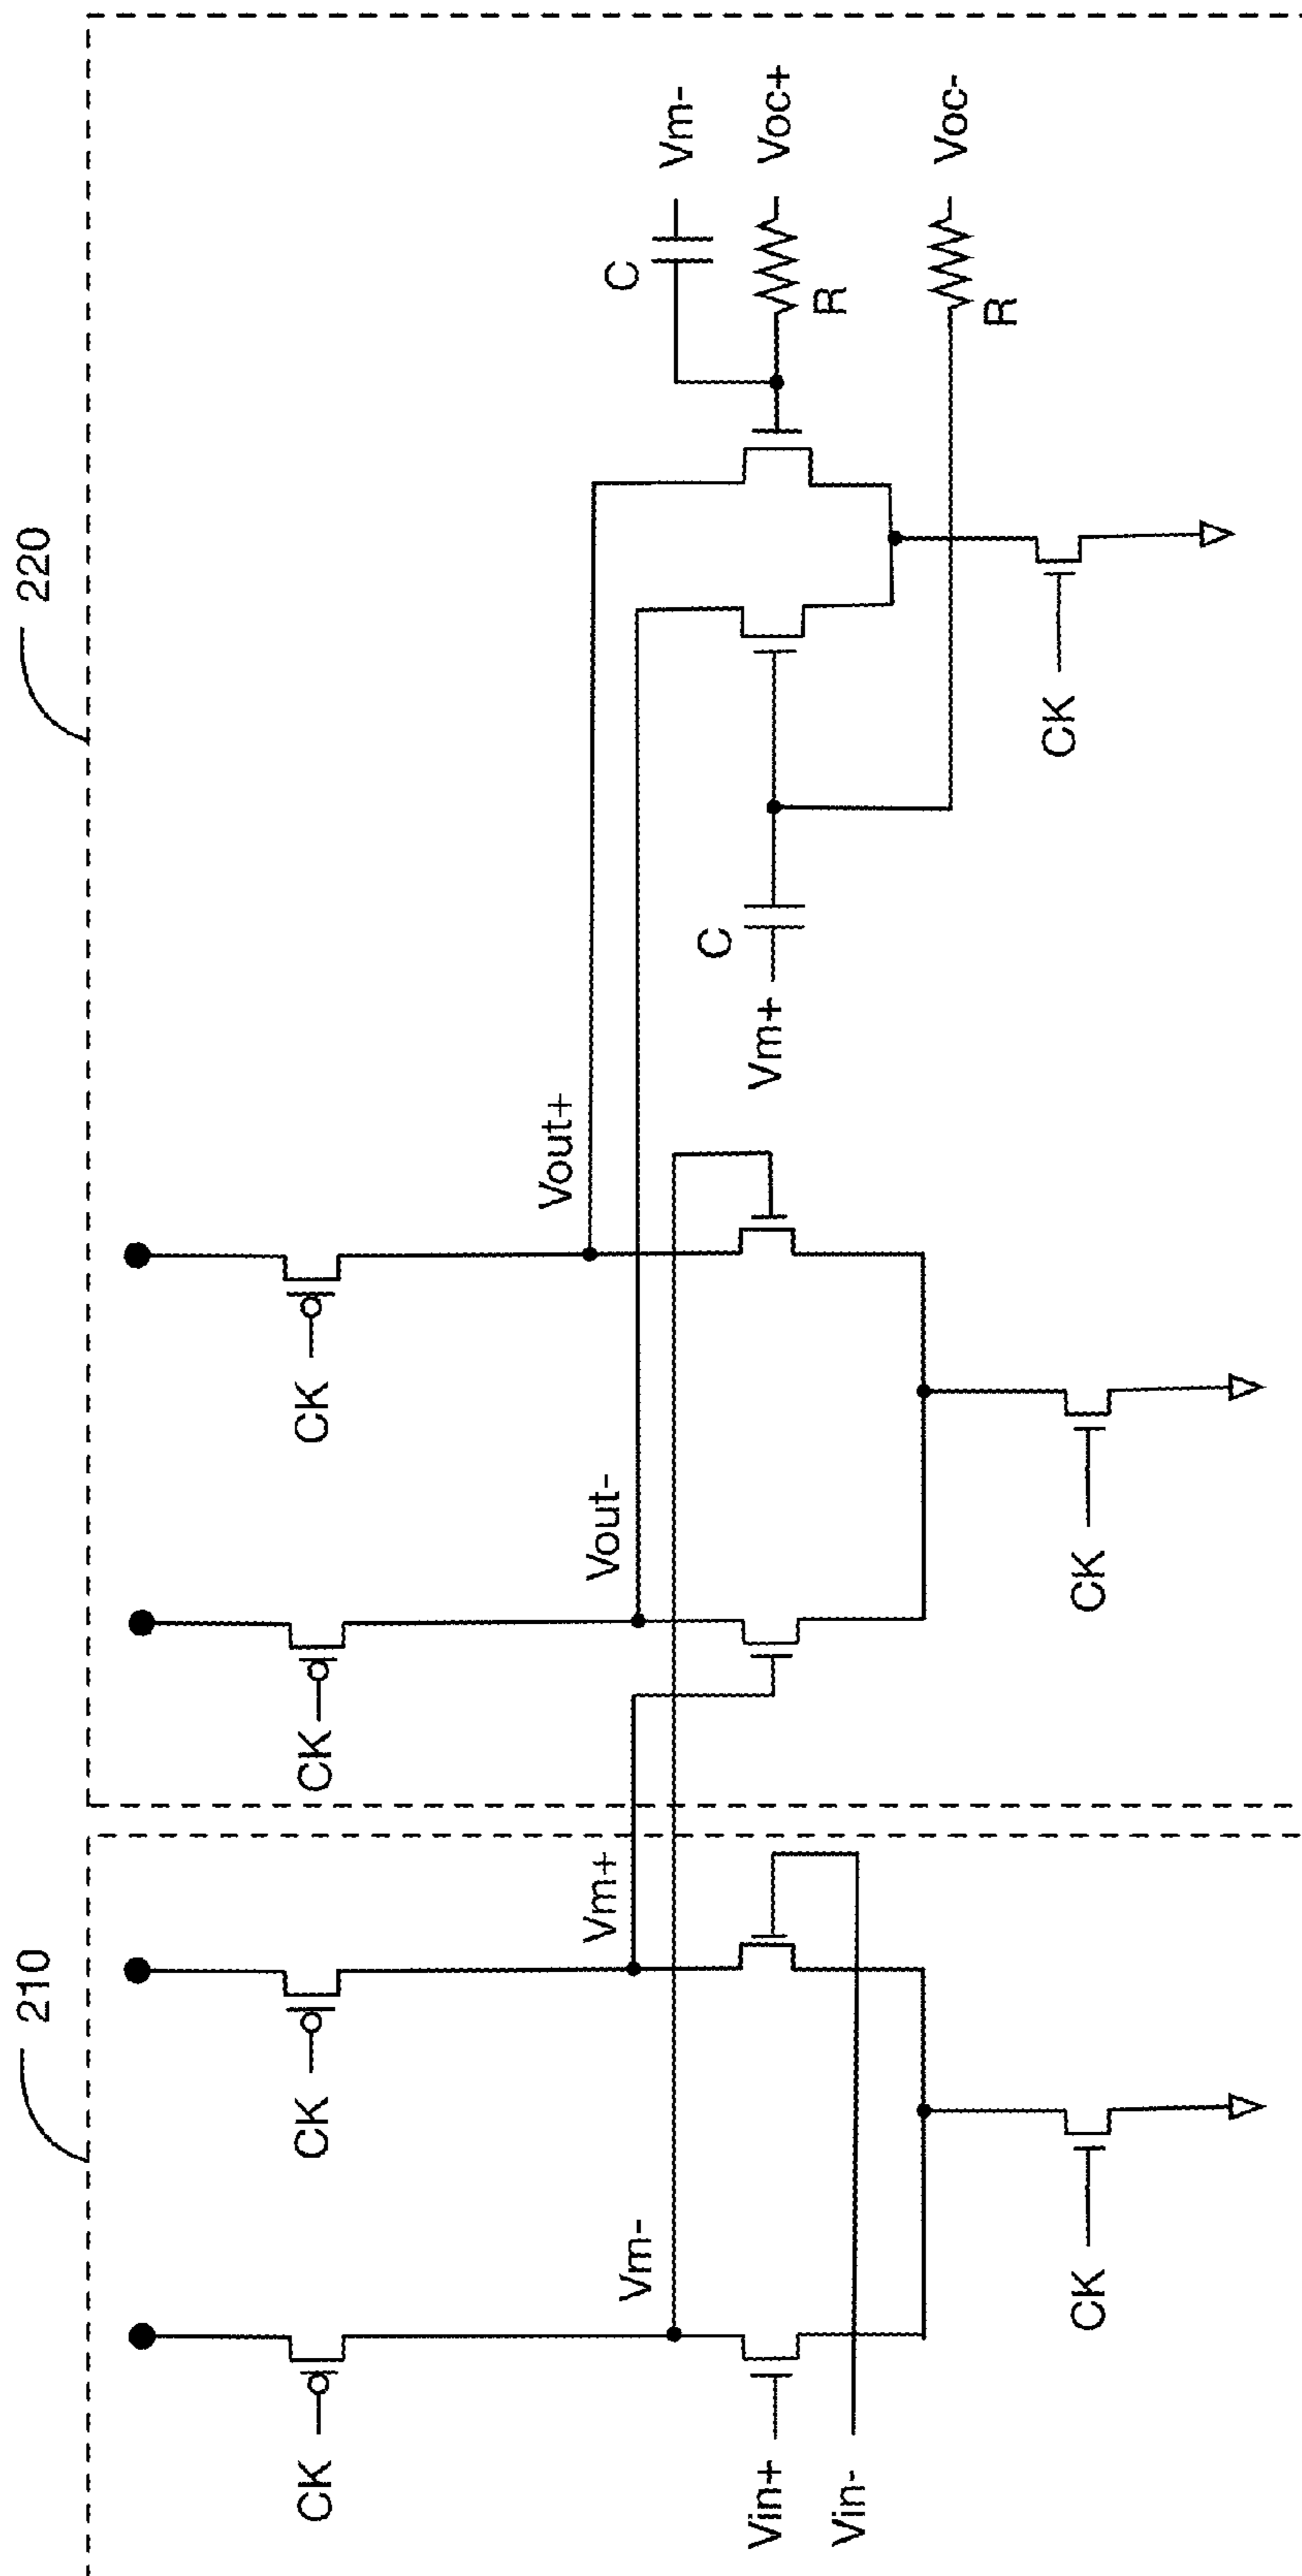 210
220
CK
CK
CK
CK
Vm-
Vm+
Vout-
Vout+
C
Vm-
Voc+
R
Vin+
Vin-
Vm+
C
Voc-
R
CK
CK
CK